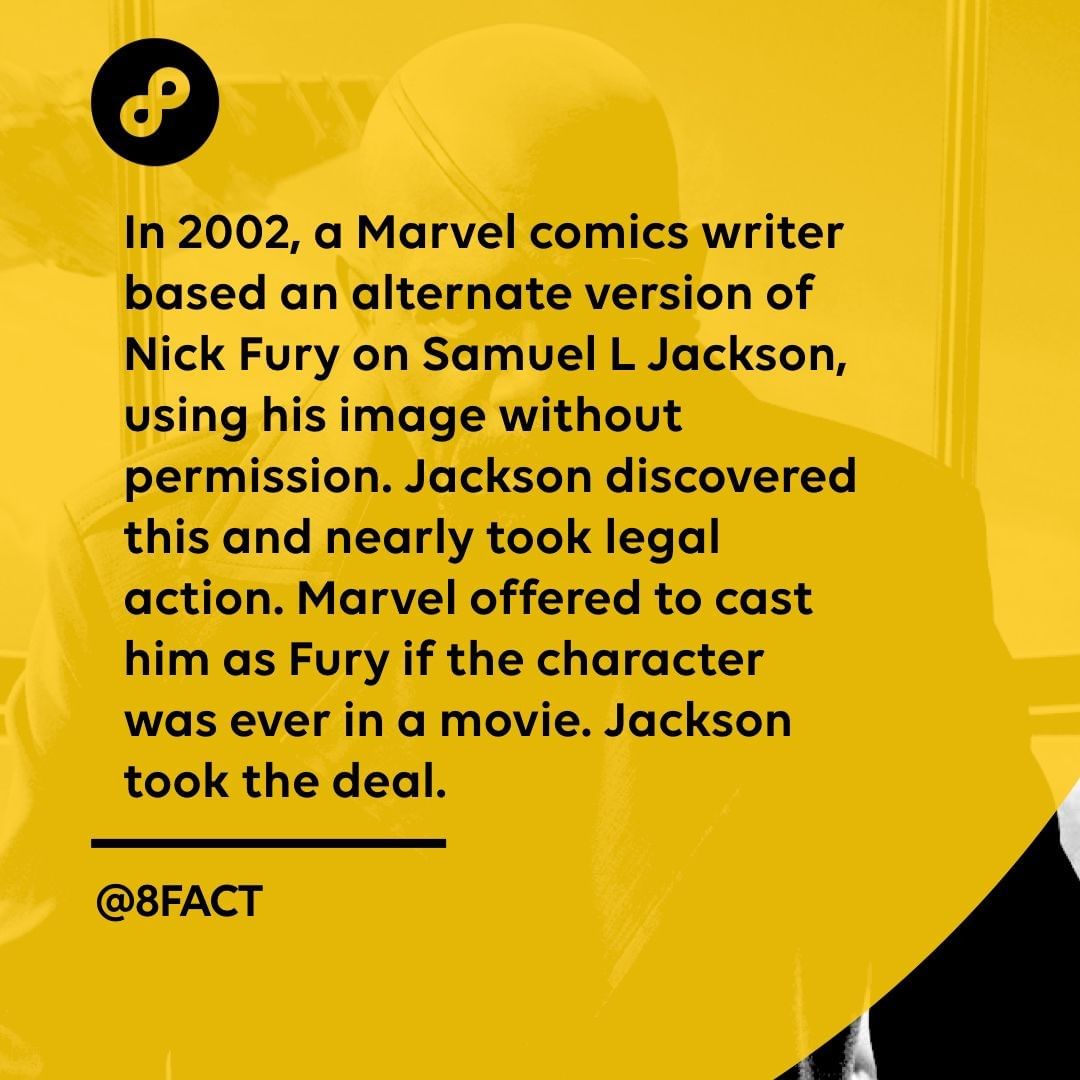 In 2002, a Marvel comics writer
based an alternate version of
Nick Fury on Samuel L Jackson,
using his image without
permission. Jackson discovered
this and nearly took legal
action. Marvel offered to cast
him as Fury if the character
was ever in a movie. Jackson
took the deal.
@8FACT